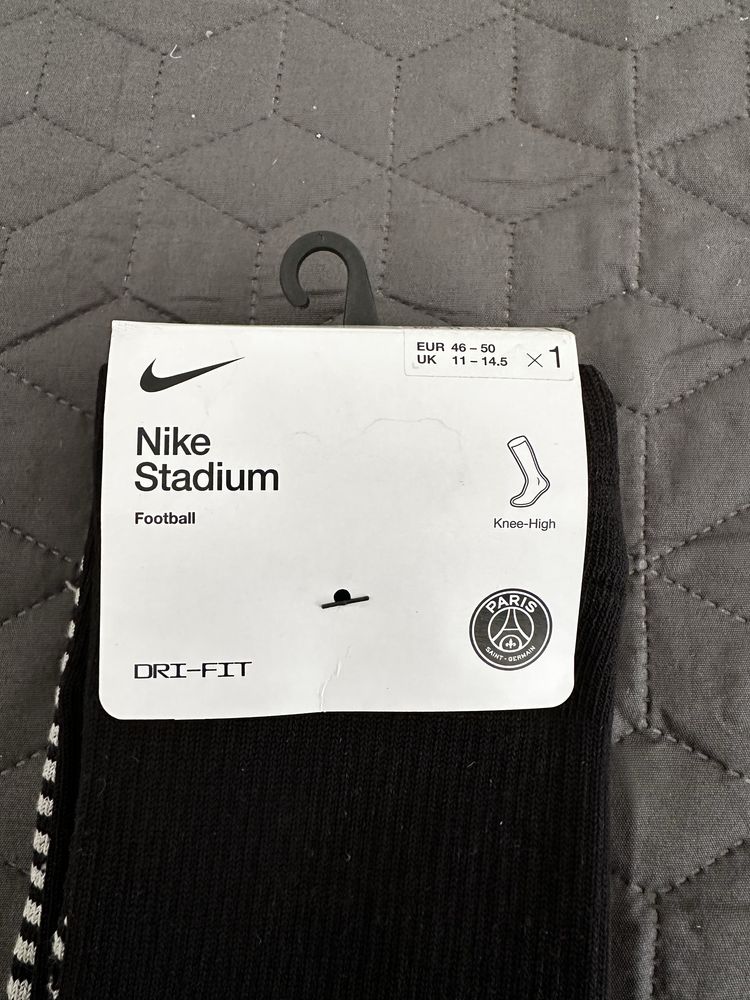 EUR 46 – 50
UK 11 – 14.5
×1
Nike
Stadium
Football
Knee-High
PARIS
SAINT-GERMAIN
DRI-FIT